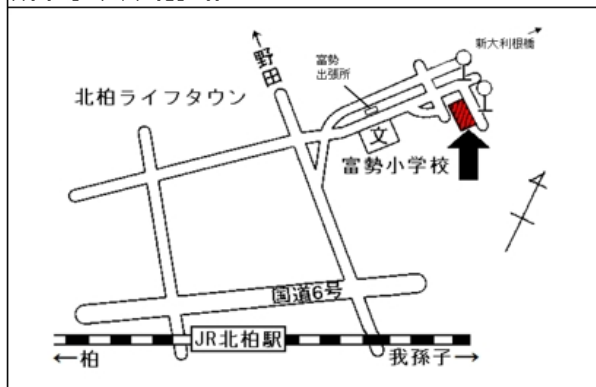 新大利根橋
富勢
出張所
↑野田
北柏ライフタウン
文
富勢小学校
国道6号
JR北柏駅
←柏
我孫子→